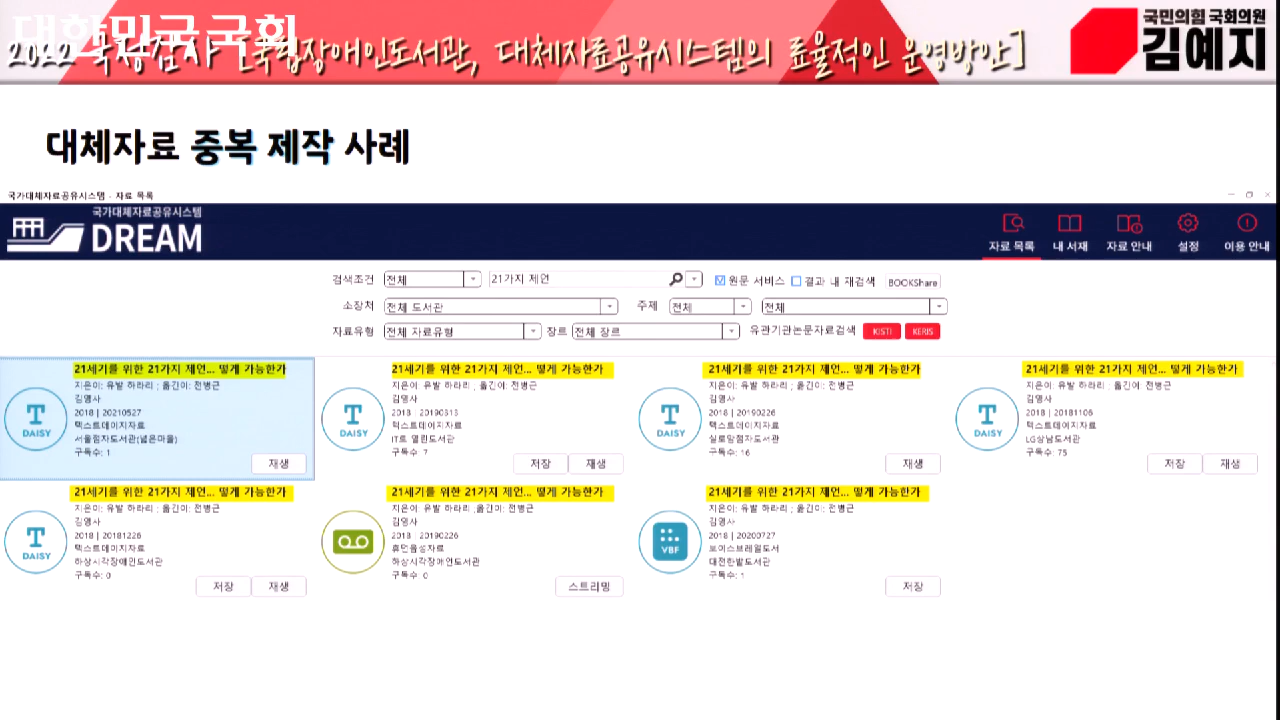 대한민국 국회
2022 국정감사 [국립장애인도서관, 대체자료공유시스템의 효율적인 운영방안]
국민의힘 국회의원
김예지
대체자료 중복 제작 사례
국가대체자료공유시스템 - 자료 목록
국가대체자료공유시스템
DREAM
자료 목록 내 서재 자료 안내 설정 이용 안내
검색조건 전체 21가지 제언 원문 서비스 결과 내 재검색 BOOKShare
소장처 전체 도서관 주제 전체 전체
자료유형 전체 자료유형 장르 전체 장르 유관기관논문자료검색 KISTI KERIS
T DAISY
21세기를 위한 21가지 제언... 떻게 가능한가
지은이: 유발 하라리 ; 옮긴이: 전병근
김영사
2018 | 20210527
텍스트데이지자료
서울점자도서관(넓은마을)
구독수: 1
재생
T DAISY
21세기를 위한 21가지 제언... 떻게 가능한가
지은이: 유발 하라리 ; 옮긴이: 전병근
김영사
2018 | 20190313
텍스트데이지자료
IT로 열린도서관
구독수: 7
저장 재생
T DAISY
21세기를 위한 21가지 제언... 떻게 가능한가
지은이: 유발 하라리 ; 옮긴이: 전병근
김영사
2018 | 20190226
텍스트데이지자료
실로암점자도서관
구독수: 16
재생
T DAISY
21세기를 위한 21가지 제언... 떻게 가능한가
지은이: 유발 하라리 ; 옮긴이: 전병근
김영사
2018 | 20181106
텍스트데이지자료
LG상남도서관
구독수: 75
저장 재생
T DAISY
21세기를 위한 21가지 제언... 떻게 가능한가
지은이: 유발 하라리 ; 옮긴이: 전병근
김영사
2018 | 20181226
텍스트데이지자료
하상시각장애인도서관
구독수: 0
저장 재생
21세기를 위한 21가지 제언... 떻게 가능한가
지은이: 유발 하라리 ;옮긴이: 전병근
김영사
2018 | 20190226
휴먼음성자료
하상시각장애인도서관
구독수: 0
스트리밍
VBF
21세기를 위한 21가지 제언... 떻게 가능한가
지은이: 유발 하라리 ; 옮긴이: 전병근
김영사
2018 | 20200727
보이스브레일도서
대전한밭도서관
구독수: 1
저장